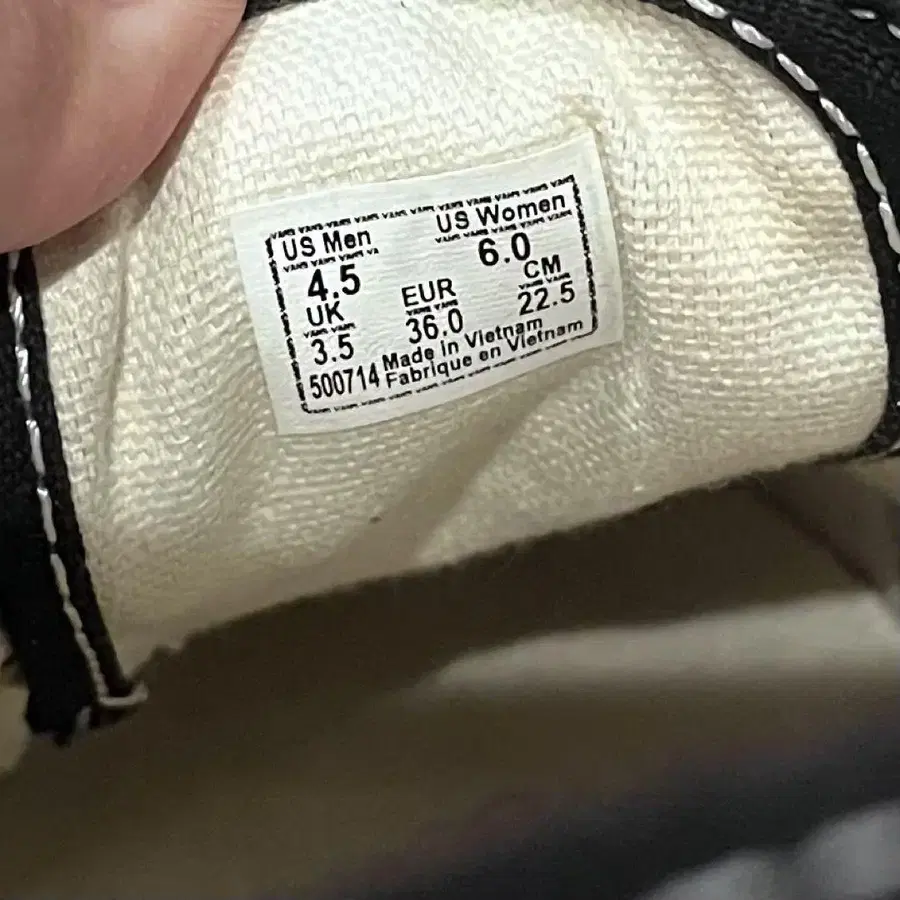 US Men US Women
4.5 6.0
UK EUR CM
3.5 36.0 22.5
500714 Made in Vietnam
Fabrique en Vietnam